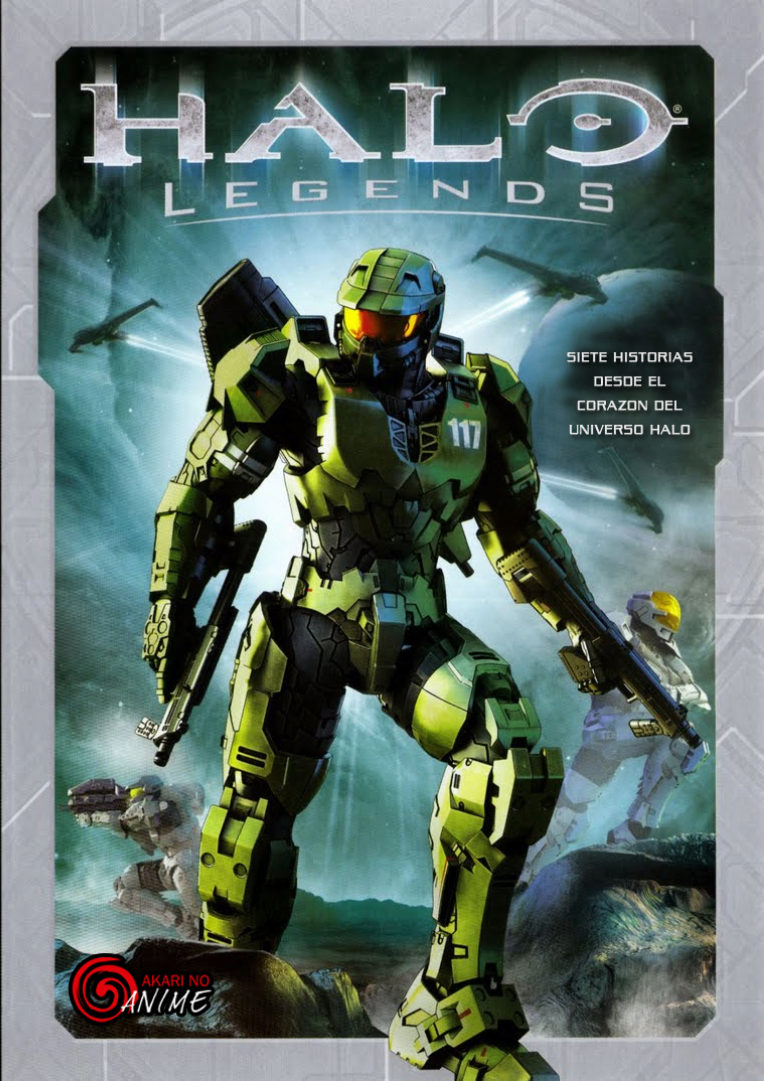 HALO®
LEGENDS
SIETE HISTORIAS
DESDE EL
CORAZON DEL
UNIVERSO HALO
117
AKARI NO
ANIME